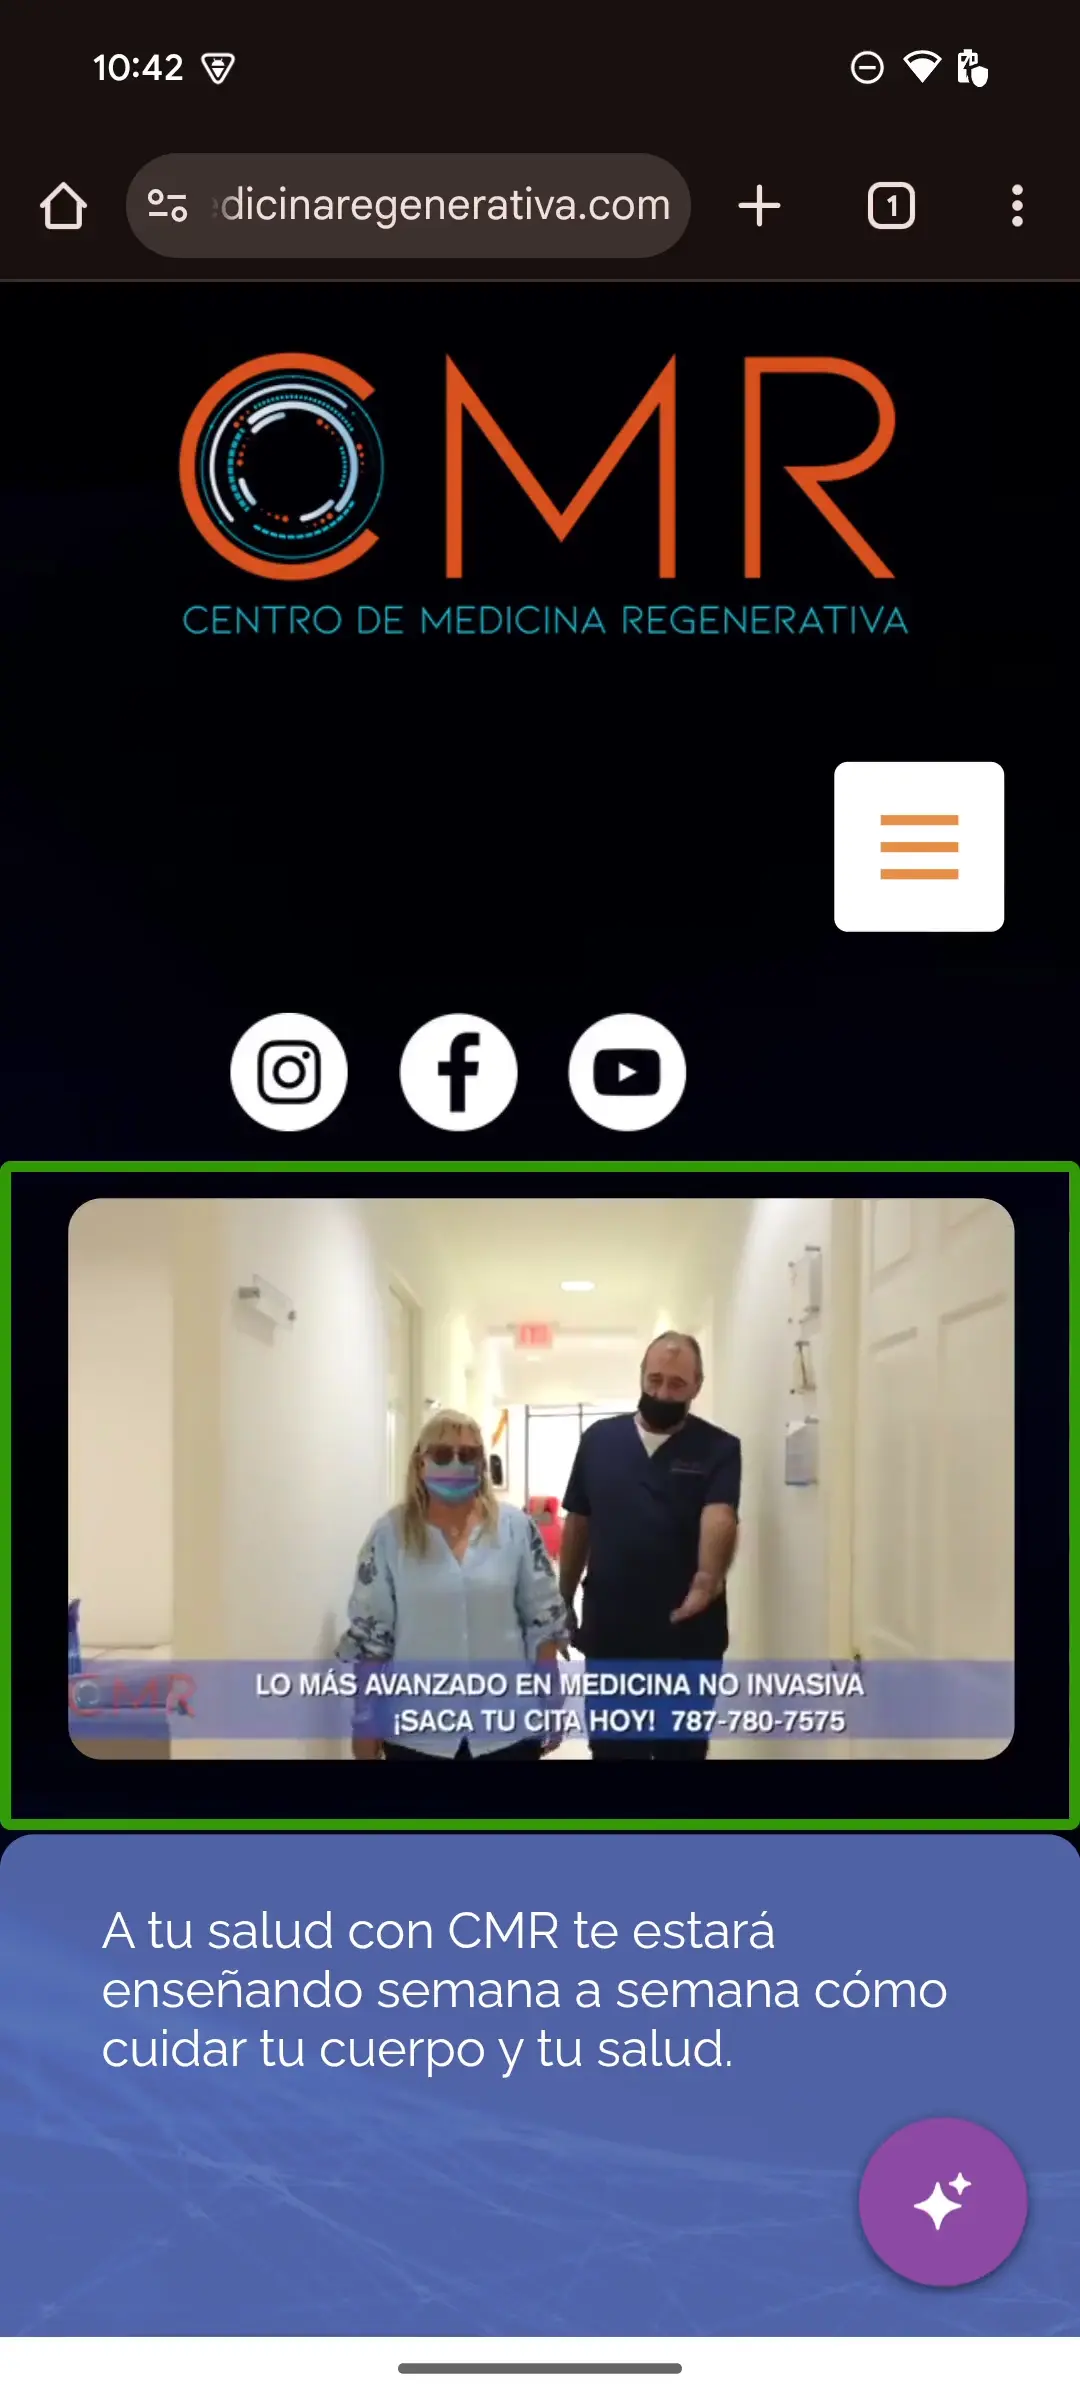 10:42
edicinaregenerativa.com
1
CMR
CENTRO DE MEDICINA REGENERATIVA
CMR
LO MÁS AVANZADO EN MEDICINA NO INVASIVA
¡SACA TU CITA HOY! 787-780-7575
A tu salud con CMR te estará
enseñando semana a semana cómo
cuidar tu cuerpo y tu salud.